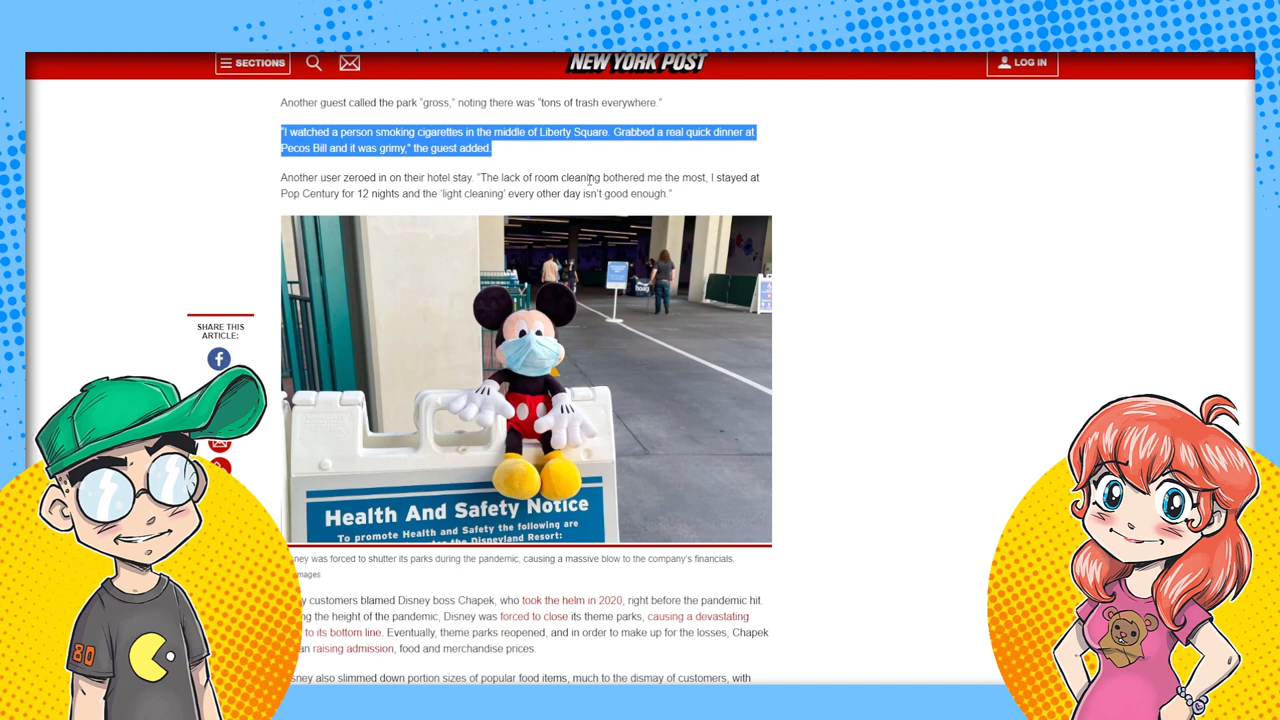 SECTIONS
NEW YORK POST
LOG IN
Another guest called the park "gross," noting there was "tons of trash everywhere."
"I watched a person smoking cigarettes in the middle of Liberty Square. Grabbed a real quick dinner at
Pecos Bill and it was grimy," the guest added.
Another user zeroed in on their hotel stay. "The lack of room cleaning bothered me the most, I stayed at
Pop Century for 12 nights and the 'light cleaning' every other day isn't good enough."
SHARE THIS
ARTICLE:
Health And Safety Notice
To promote Health and Safety the following are
the Disneyland Resort:
was forced to shutter its parks during the pandemic, causing a massive blow to the company's financials.
customers blamed Disney boss Chapek, who took the helm in 2020, right before the pandemic hit.
the height of the pandemic, Disney was forced to close its theme parks, causing a devastating
to its bottom line. Eventually, theme parks reopened, and in order to make up for the losses, Chapek
raising admission, food and merchandise prices.
also slimmed down portion sizes of popular food items, much to the dismay of customers, with
80